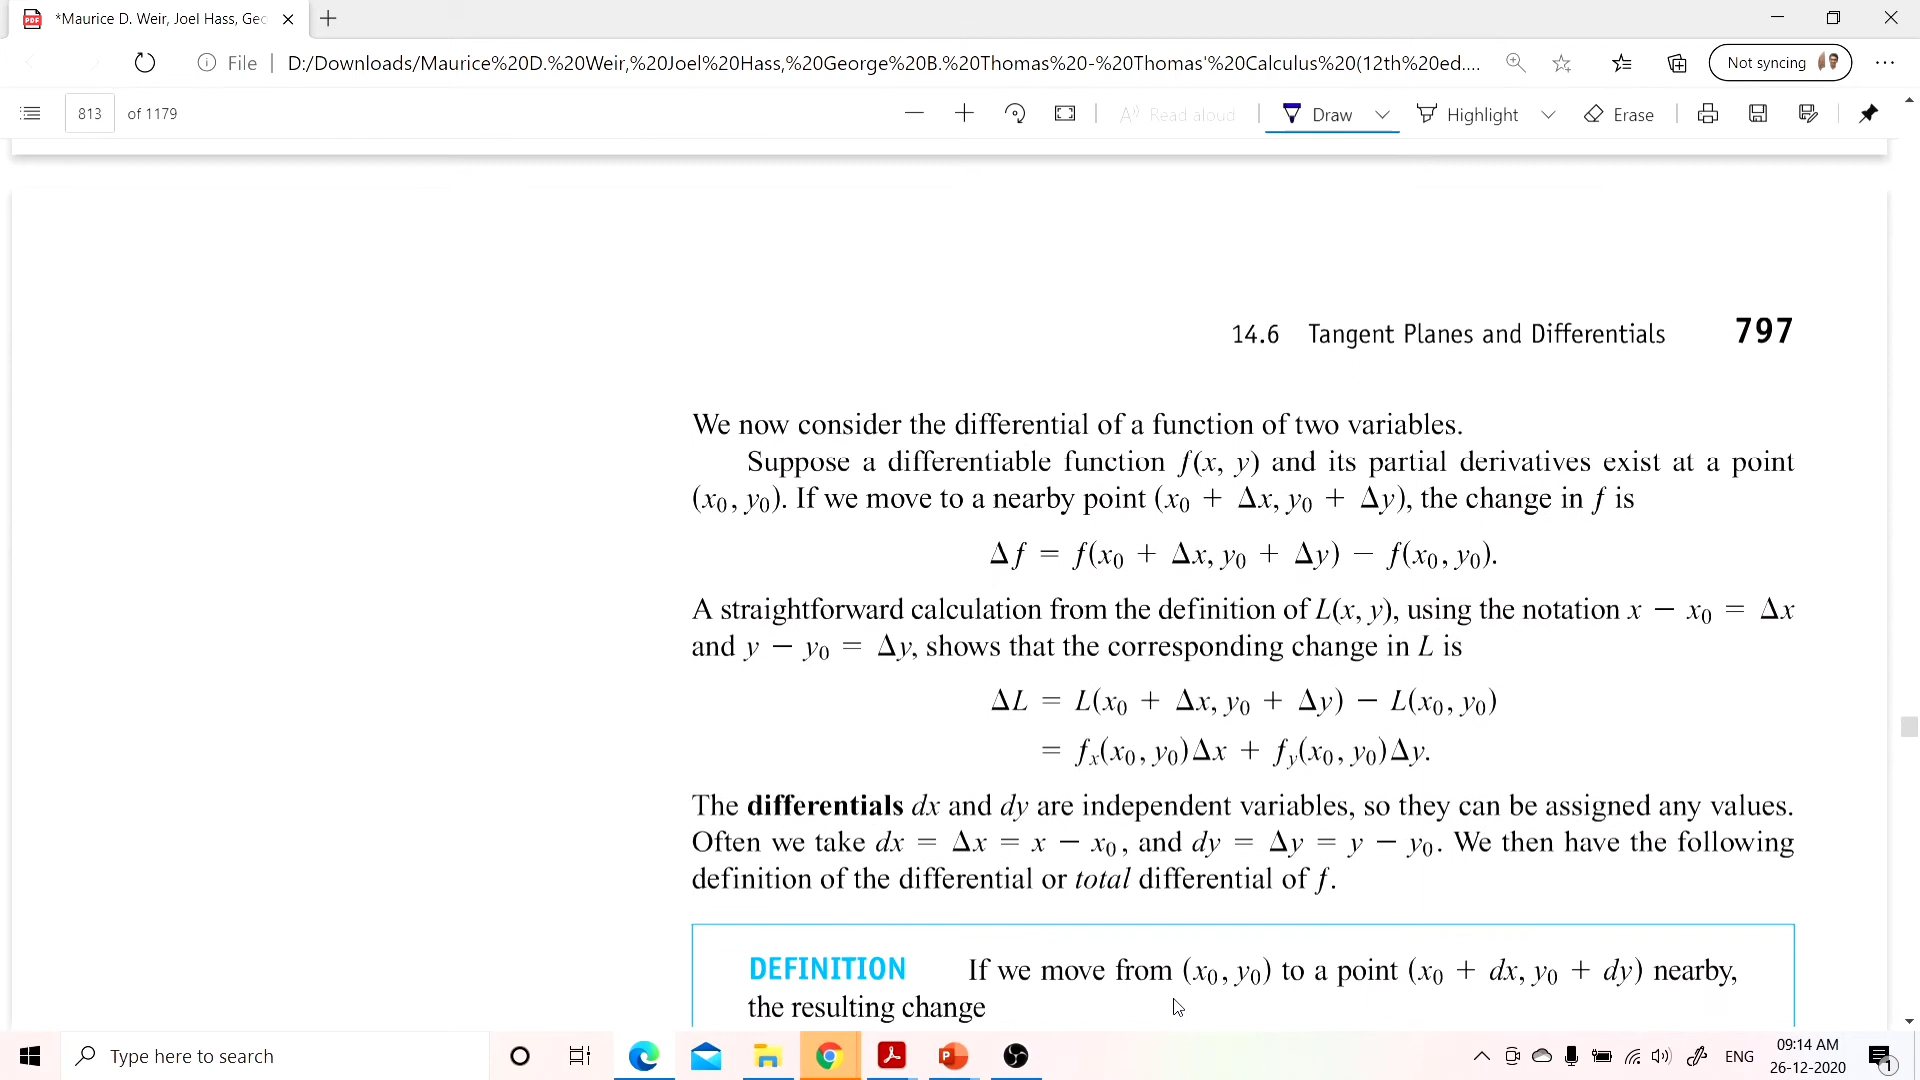 *Maurice D. Weir, Joel Hass, Geo
File
D:/Downloads/Maurice%20D.%20Weir,%20Joel%20Hass,%20George%20B.%20Thomas%20-%20Thomas'%20Calculus%20(12th%20ed....
Not syncing
813 of 1179
Read aloud
Draw
Highlight
Erase
14.6 Tangent Planes and Differentials 797
We now consider the differential of a function of two variables.
Suppose a differentiable function f(x, y) and its partial derivatives exist at a point
(x₀, y₀). If we move to a nearby point (x₀ + Δx, y₀ + Δy), the change in f is
Δf = f(x₀ + Δx, y₀ + Δy) − f(x₀, y₀).
A straightforward calculation from the definition of L(x, y), using the notation x − x₀ = Δx
and y − y₀ = Δy, shows that the corresponding change in L is
ΔL = L(x₀ + Δx, y₀ + Δy) − L(x₀, y₀)
= fₓ(x₀, y₀)Δx + f_y(x₀, y₀)Δy.
The differentials dx and dy are independent variables, so they can be assigned any values.
Often we take dx = Δx = x − x₀, and dy = Δy = y − y₀. We then have the following
definition of the differential or total differential of f.
DEFINITION If we move from (x₀, y₀) to a point (x₀ + dx, y₀ + dy) nearby,
the resulting change
Type here to search
ENG
09:14 AM
26-12-2020
1